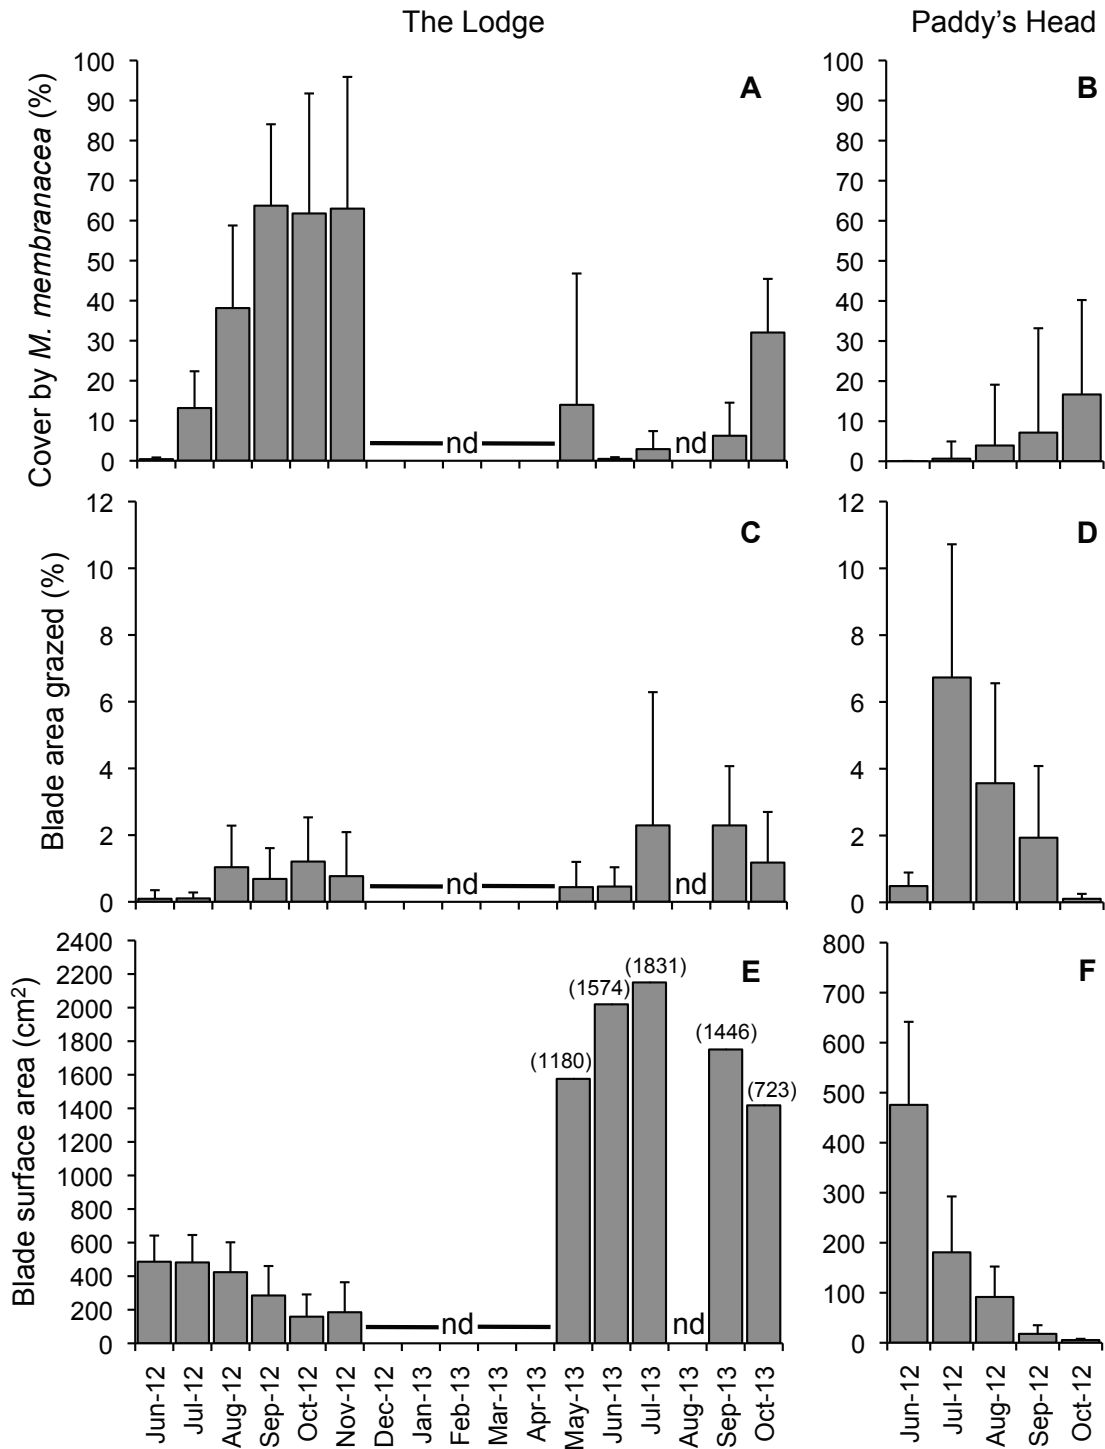 The Lodge
Paddy's Head
Cover by M. membranacea (%)
100
90
80
70
60
50
40
30
20
10
0
A
nd
nd
100
90
80
70
60
50
40
30
20
10
0
B
Blade area grazed (%)
12
10
8
6
4
2
0
C
nd
nd
12
10
8
6
4
2
0
D
Blade surface area (cm²)
2400
2200
2000
1800
1600
1400
1200
1000
800
600
400
200
0
E
(1180)
(1574)
(1831)
(1446)
(723)
nd
nd
800
700
600
500
400
300
200
100
0
F
Jun-12
Jul-12
Aug-12
Sep-12
Oct-12
Nov-12
Dec-12
Jan-13
Feb-13
Mar-13
Apr-13
May-13
Jun-13
Jul-13
Aug-13
Sep-13
Oct-13
Jun-12
Jul-12
Aug-12
Sep-12
Oct-12